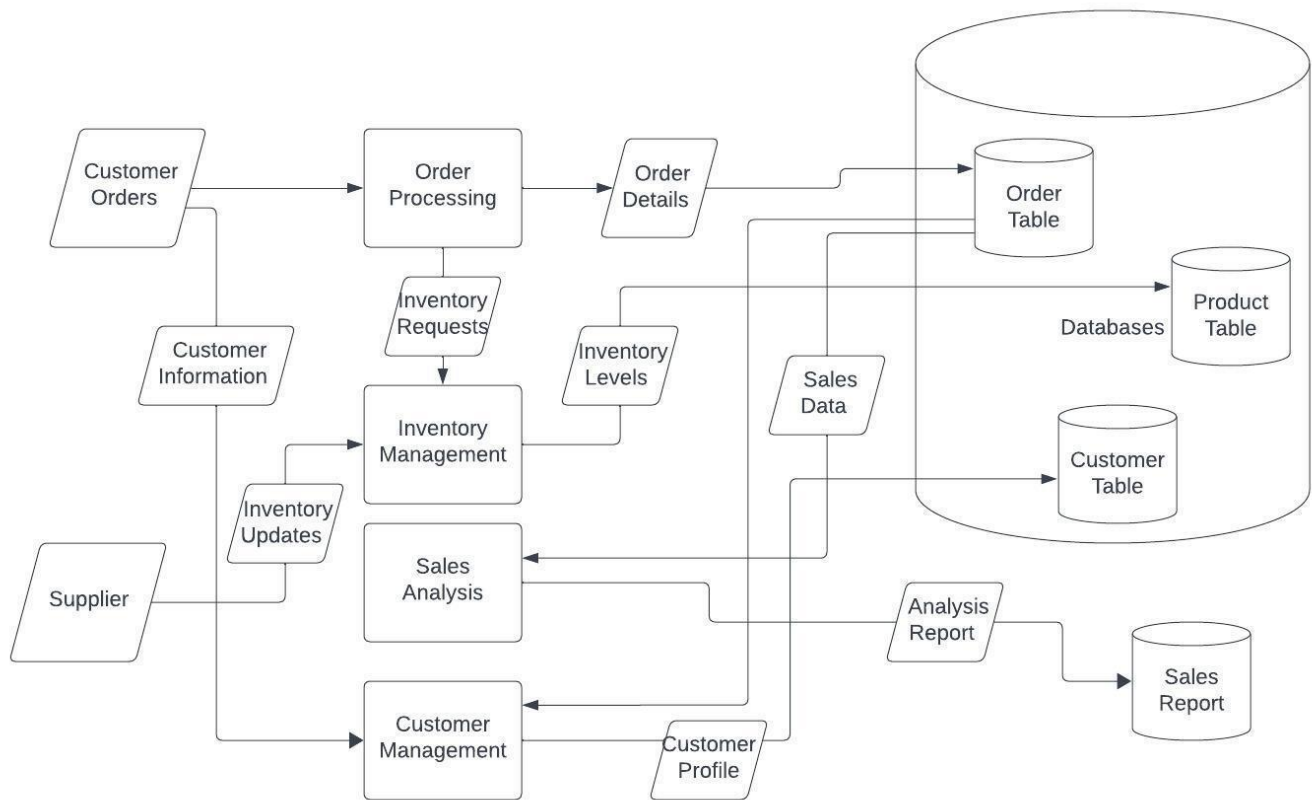 Customer
Orders
Order
Processing
Order
Details
Order
Table
Inventory
Requests
Product
Table
Databases
Customer
Information
Inventory
Levels
Sales
Data
Inventory
Management
Customer
Table
Inventory
Updates
Supplier
Sales
Analysis
Analysis
Report
Sales
Report
Customer
Management
Customer
Profile